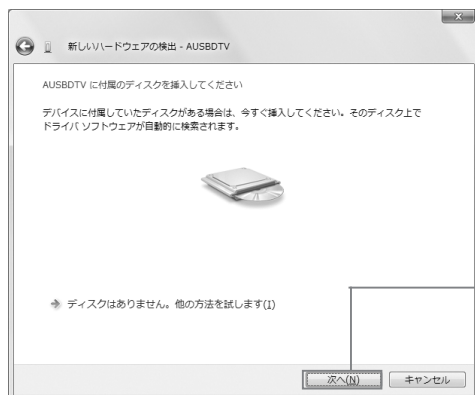 新しいハードウェアの検出 - AUSBDTV
AUSBDTV に付属のディスクを挿入してください
デバイスに付属していたディスクがある場合は、今すぐ挿入してください。そのディスク上で
ドライバ ソフトウェアが自動的に検索されます。
ディスクはありません。他の方法を試します(I)
次へ(N)
キャンセル